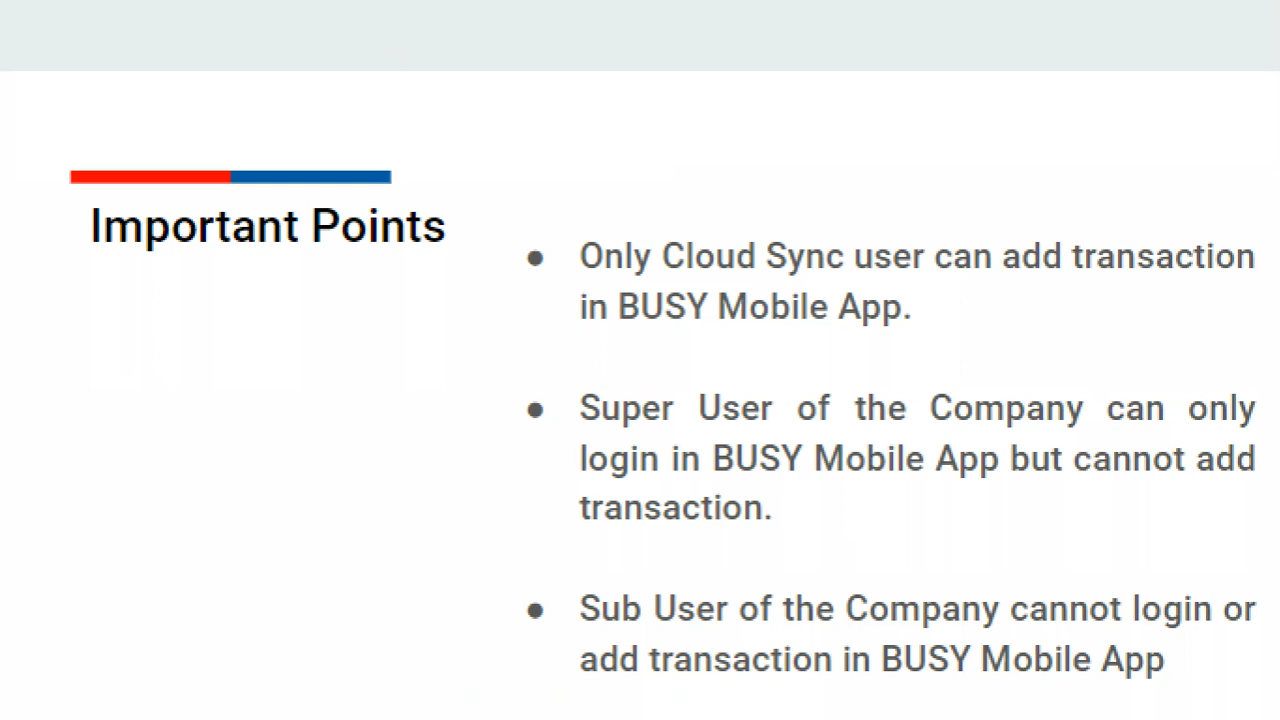 Important Points
● Only Cloud Sync user can add transaction
in BUSY Mobile App.
● Super User of the Company can only
login in BUSY Mobile App but cannot add
transaction.
● Sub User of the Company cannot login or
add transaction in BUSY Mobile App